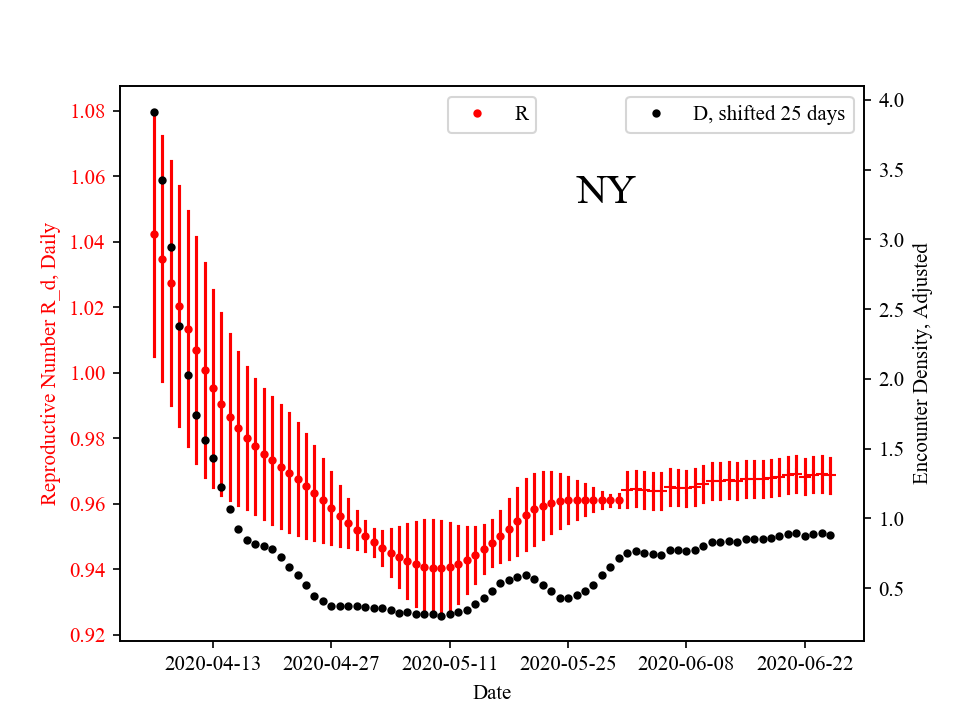 R
D, shifted 25 days
NY
Reproductive Number R_d, Daily
1.08
1.06
1.04
1.02
1.00
0.98
0.96
0.94
0.92
4.0
3.5
3.0
2.5
2.0
1.5
1.0
0.5
Encounter Density, Adjusted
2020-04-13 2020-04-27 2020-05-11 2020-05-25 2020-06-08 2020-06-22
Date